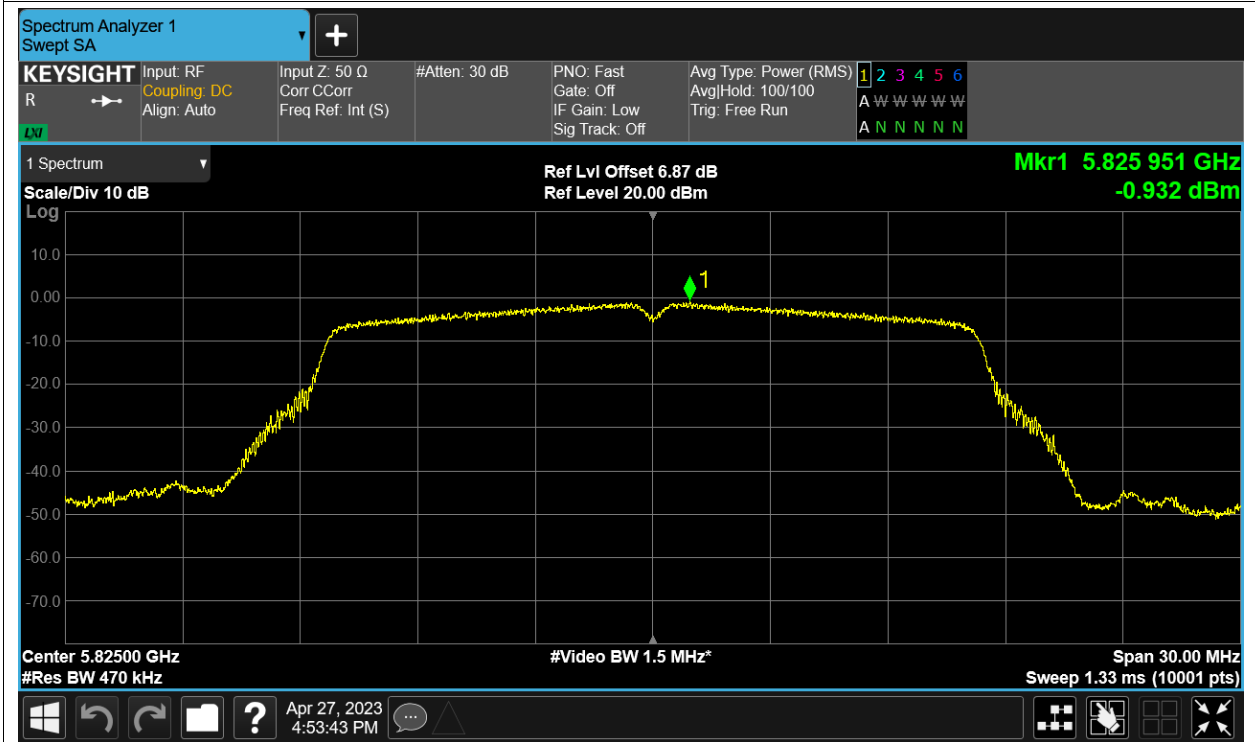 Spectrum Analyzer 1
Swept SA
KEYSIGHT
R
LXI
Input: RF
Coupling: DC
Align: Auto
Input Z: 50 Ω
Corr CCorr
Freq Ref: Int (S)
#Atten: 30 dB
PNO: Fast
Gate: Off
IF Gain: Low
Sig Track: Off
Avg Type: Power (RMS)
Avg|Hold: 100/100
Trig: Free Run
1 2 3 4 5 6
A W W W W W
A N N N N N
1 Spectrum
Scale/Div 10 dB
Log
Ref Lvl Offset 6.87 dB
Ref Level 20.00 dBm
Mkr1 5.825 951 GHz
-0.932 dBm
1
10.0
0.00
-10.0
-20.0
-30.0
-40.0
-50.0
-60.0
-70.0
Center 5.82500 GHz
#Res BW 470 kHz
#Video BW 1.5 MHz*
Span 30.00 MHz
Sweep 1.33 ms (10001 pts)
?
Apr 27, 2023
4:53:43 PM